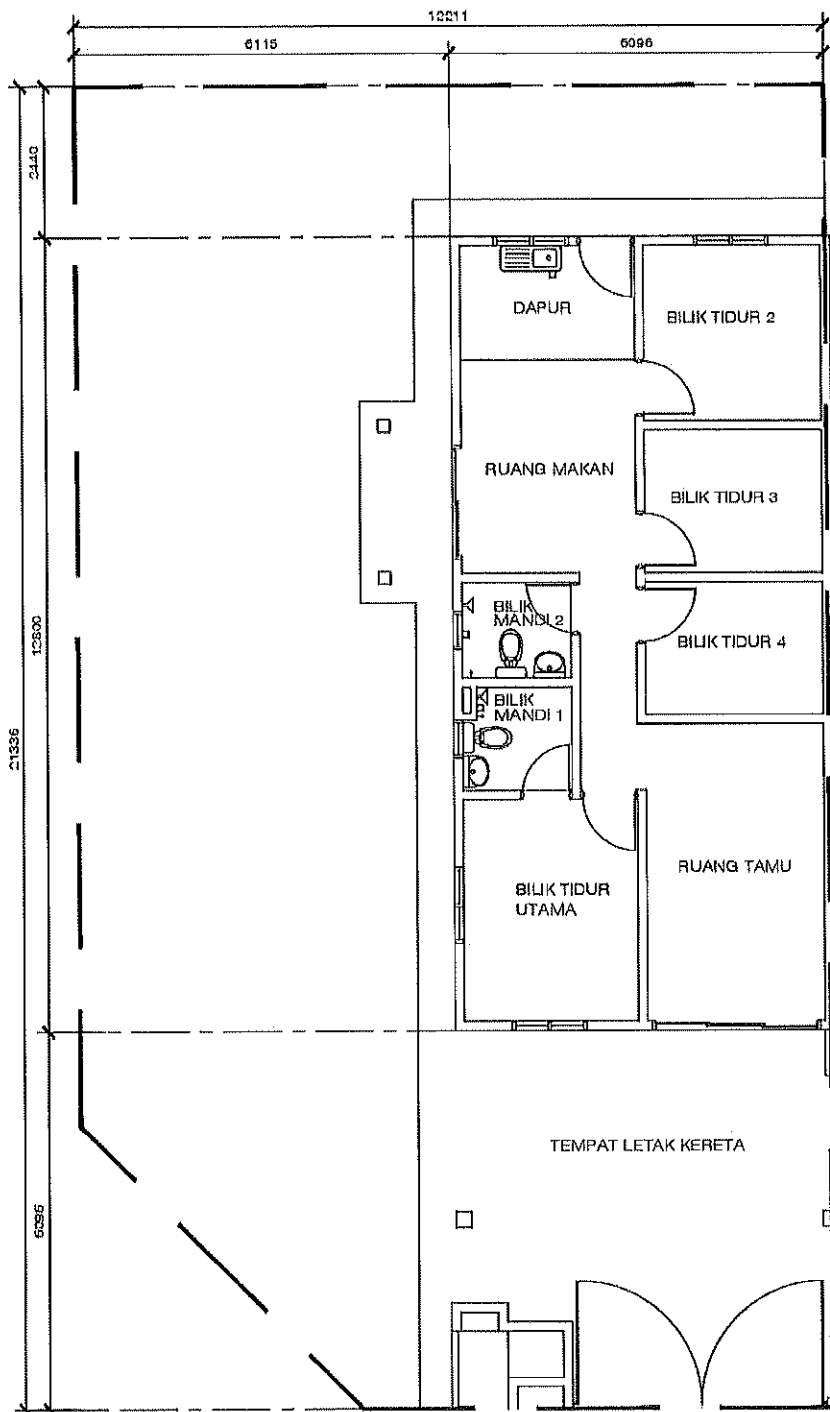 12211
6115
6096
2440
DAPUR
BILIK TIDUR 2
RUANG MAKAN
BILIK TIDUR 3
BILIK
MANDI 2
BILIK TIDUR 4
12800
21336
BILIK
MANDI 1
RUANG TAMU
BILIK TIDUR
UTAMA
TEMPAT LETAK KERETA
6096